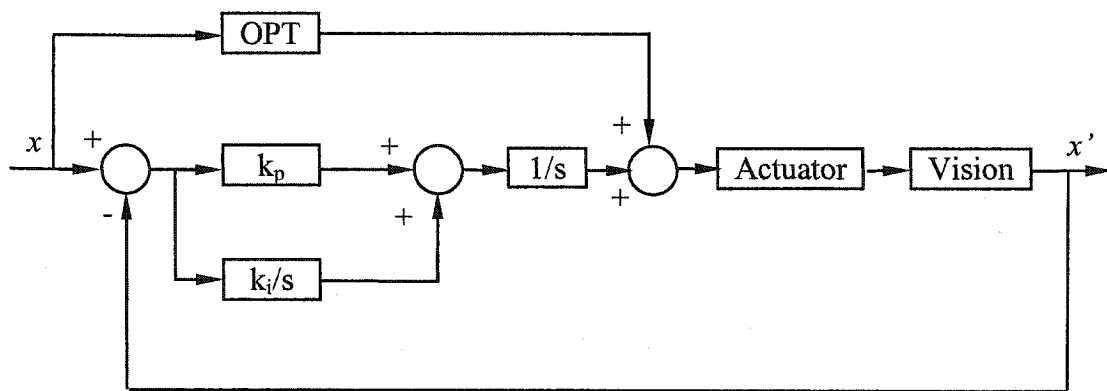 OPT
x
+
-
k_p
k_i/s
+
+
1/s
+
+
Actuator
Vision
x'